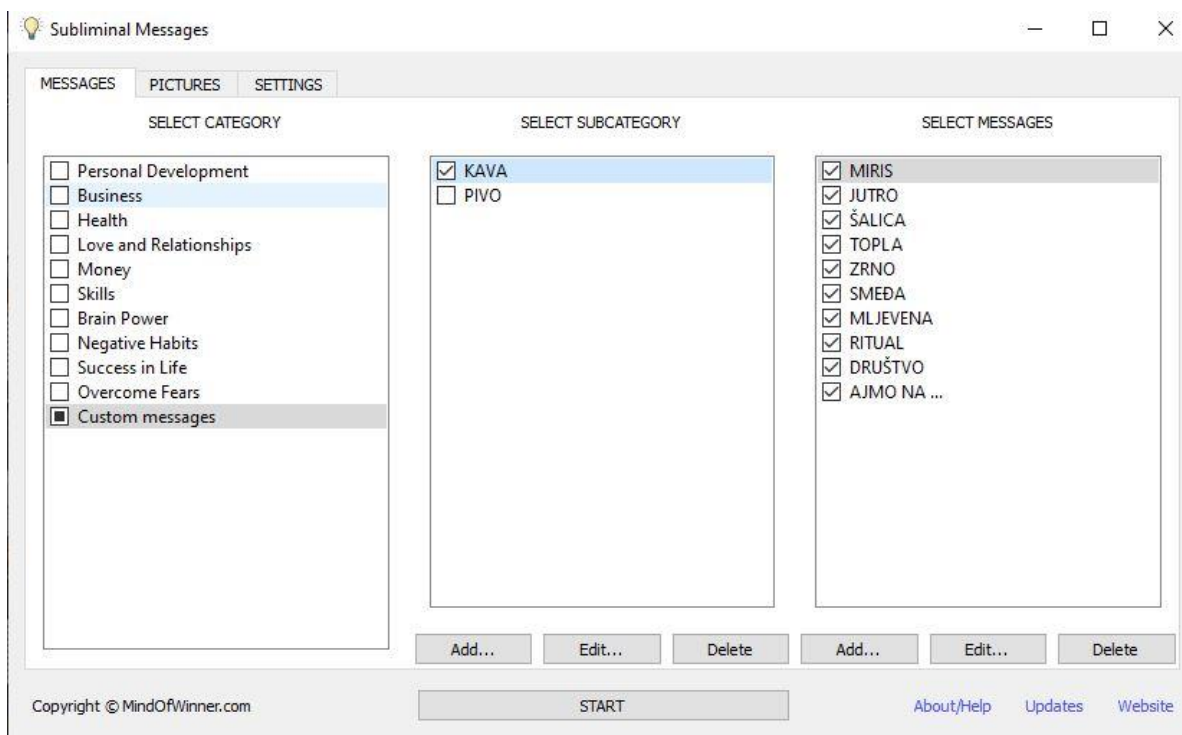 Subliminal Messages
MESSAGES PICTURES SETTINGS
SELECT CATEGORY
Personal Development
Business
Health
Love and Relationships
Money
Skills
Brain Power
Negative Habits
Success in Life
Overcome Fears
Custom messages
SELECT SUBCATEGORY
KAVA
PIVO
Add... Edit... Delete
SELECT MESSAGES
MIRIS
JUTRO
ŠALICA
TOPLA
ZRNO
SMEĐA
MLJEVENA
RITUAL
DRUŠTVO
AJMO NA ...
Add... Edit... Delete
Copyright © MindOfWinner.com
START
About/Help Updates Website